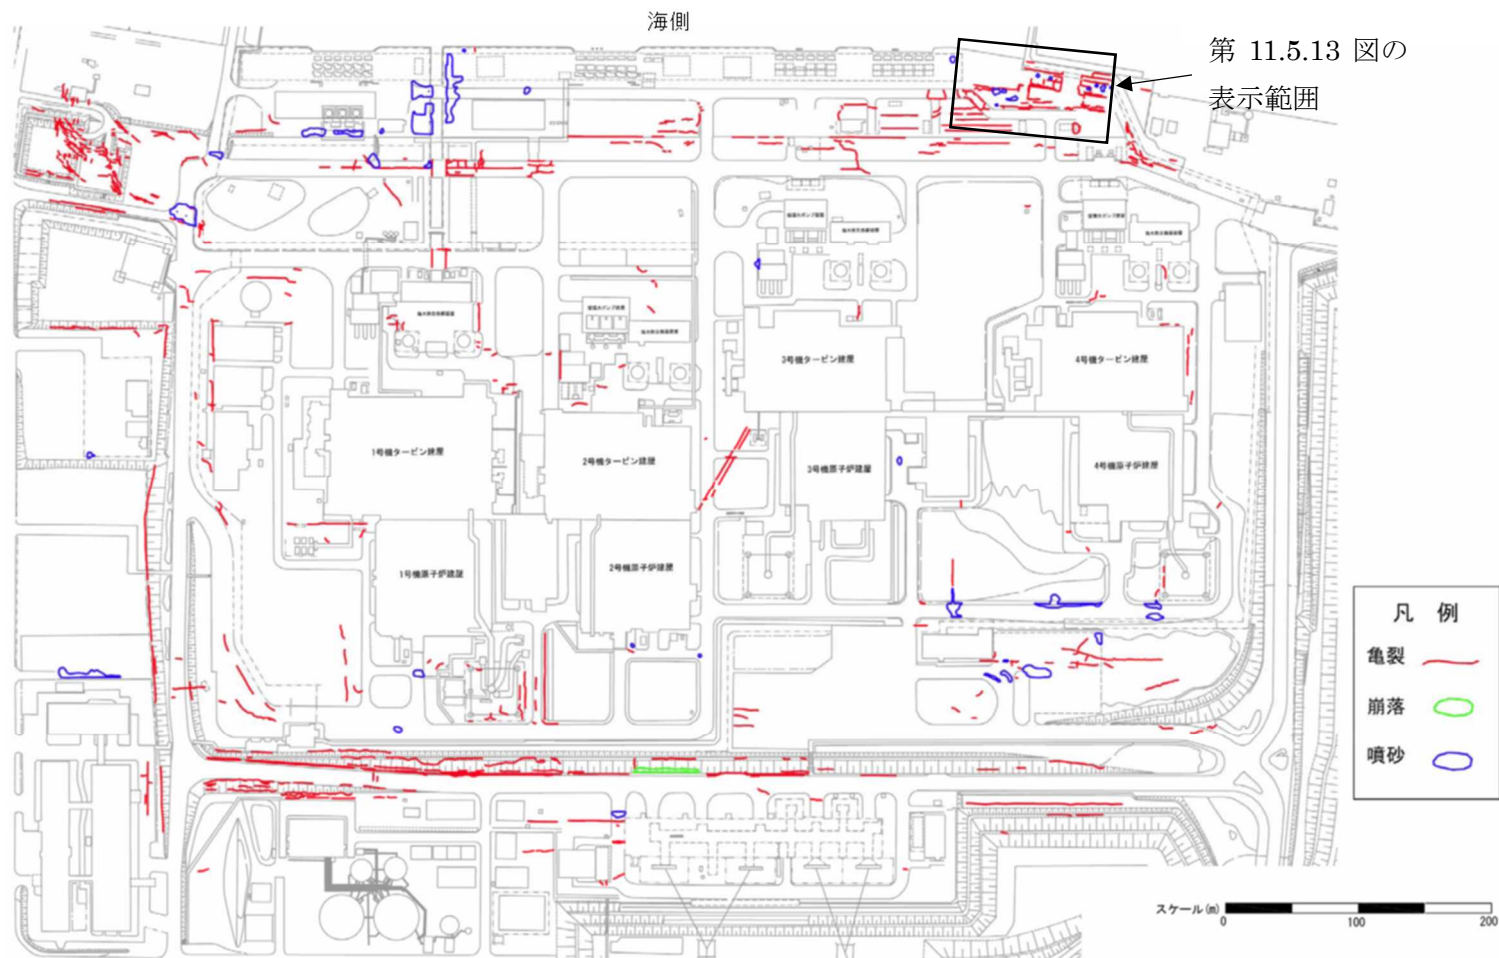 海側
第 11.5.13 図の
表示範囲
3号機タービン建屋
4号機タービン建屋
1号機タービン建屋
2号機タービン建屋
3号機原子炉建屋
4号機原子炉建屋
1号機原子炉建屋
2号機原子炉建屋
凡 例
亀裂
崩落
噴砂
スケール(m) 0 100 200